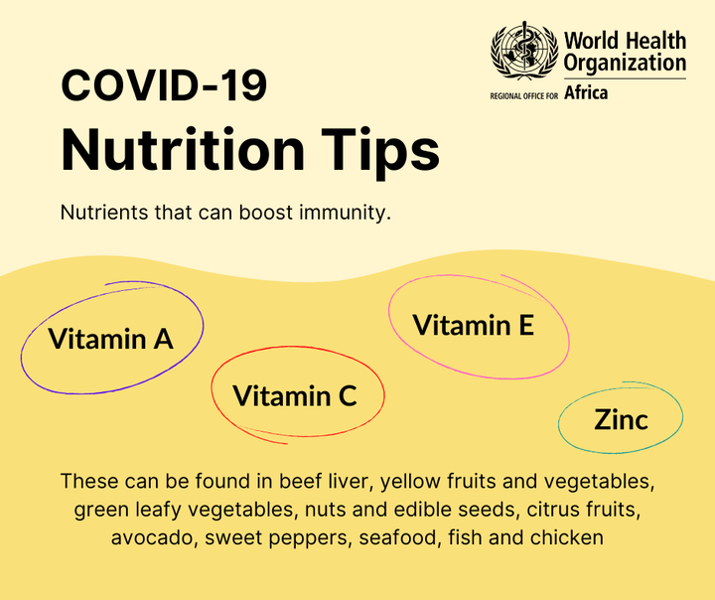 World Health
Organization
REGIONAL OFFICE FOR Africa
COVID-19
Nutrition Tips
Nutrients that can boost immunity.
Vitamin A
Vitamin E
Vitamin C
Zinc
These can be found in beef liver, yellow fruits and vegetables,
green leafy vegetables, nuts and edible seeds, citrus fruits,
avocado, sweet peppers, seafood, fish and chicken